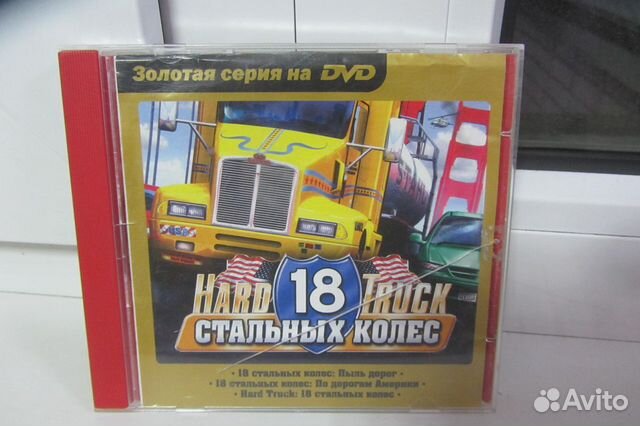 Золотая серия на DVD
HARD 18 TRUCK
СТАЛЬНЫХ КОЛЕС
• 18 стальных колес: Пыль дорог •
• 18 стальных колес: По дорогам Америки •
• Hard Truck: 18 стальных колес •
Avito